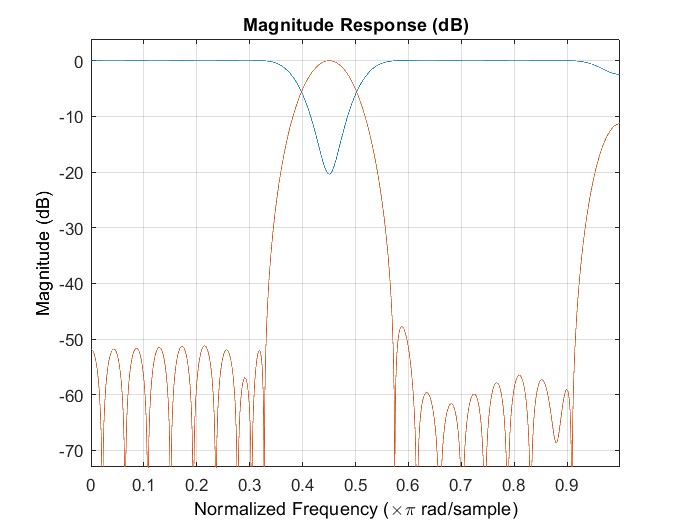 Magnitude Response (dB)
0
-10
-20
-30
-40
-50
-60
-70
Magnitude (dB)
0 0.1 0.2 0.3 0.4 0.5 0.6 0.7 0.8 0.9
Normalized Frequency (×π rad/sample)